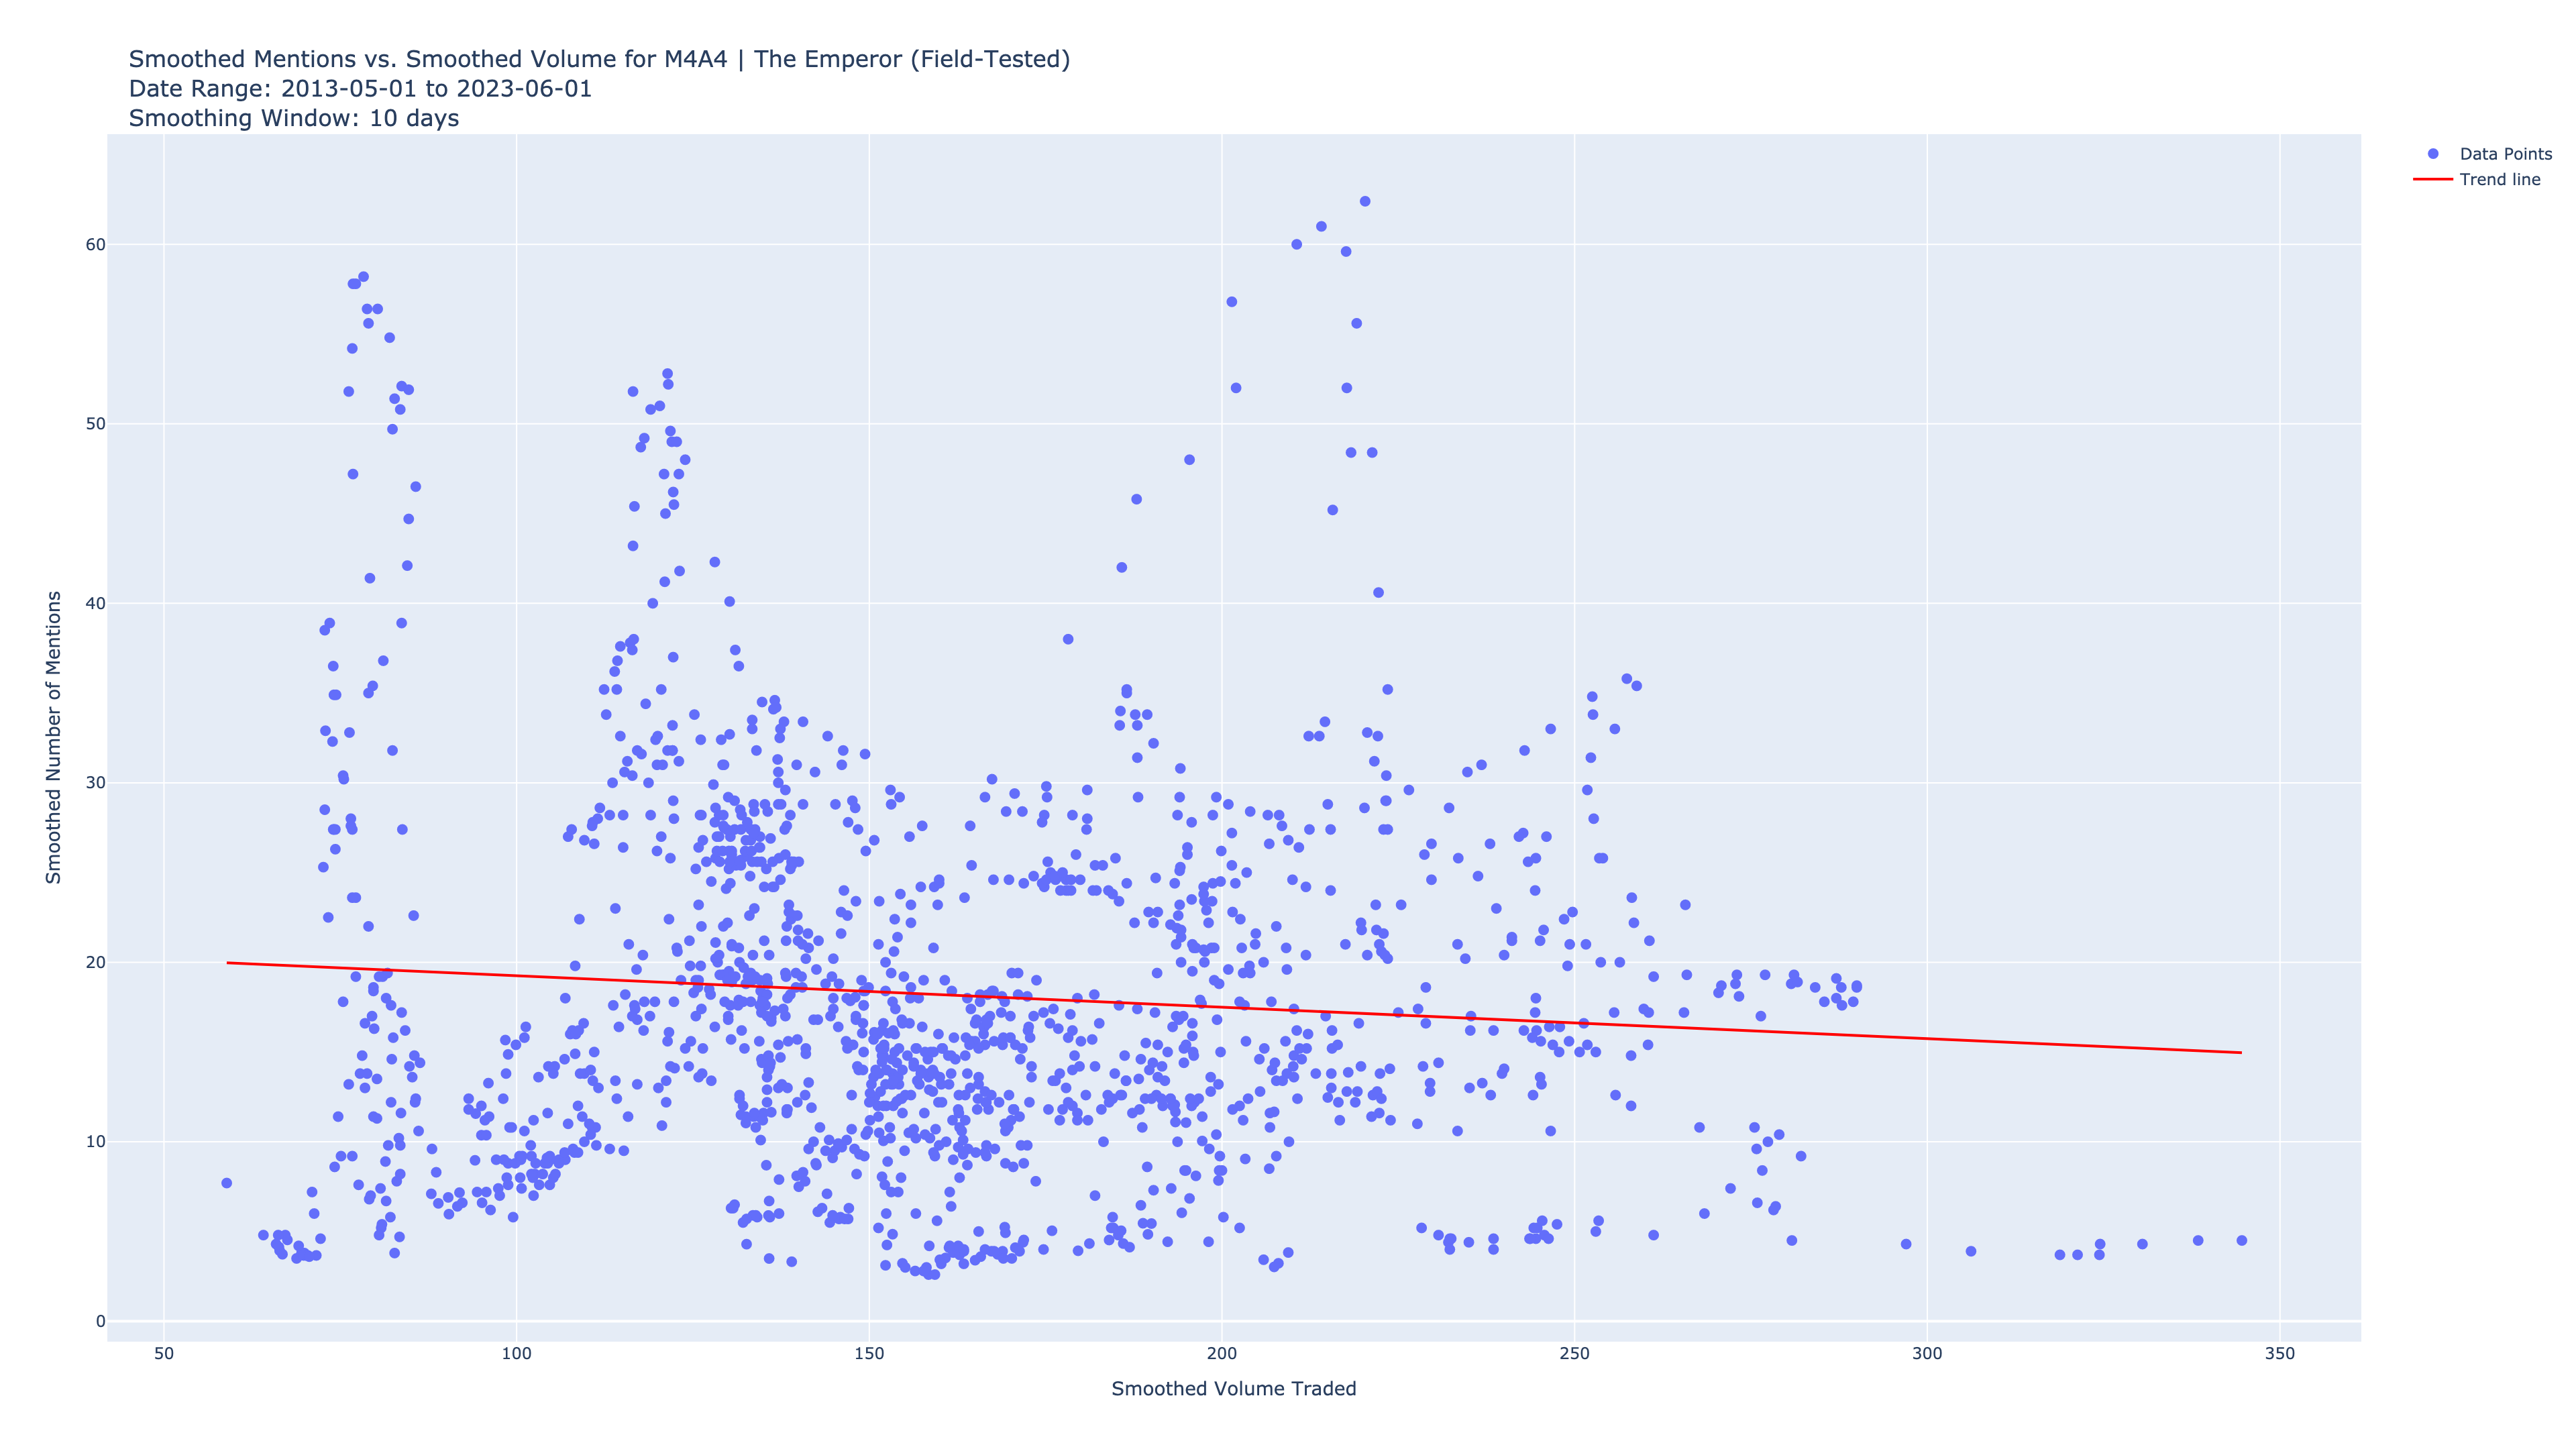 Smoothed Mentions vs. Smoothed Volume for M4A4 | The Emperor (Field-Tested)
Date Range: 2013-05-01 to 2023-06-01
Smoothing Window: 10 days
Data Points
Trend line
Smoothed Number of Mentions
60
50
40
30
20
10
0
50 100 150 200 250 300 350
Smoothed Volume Traded